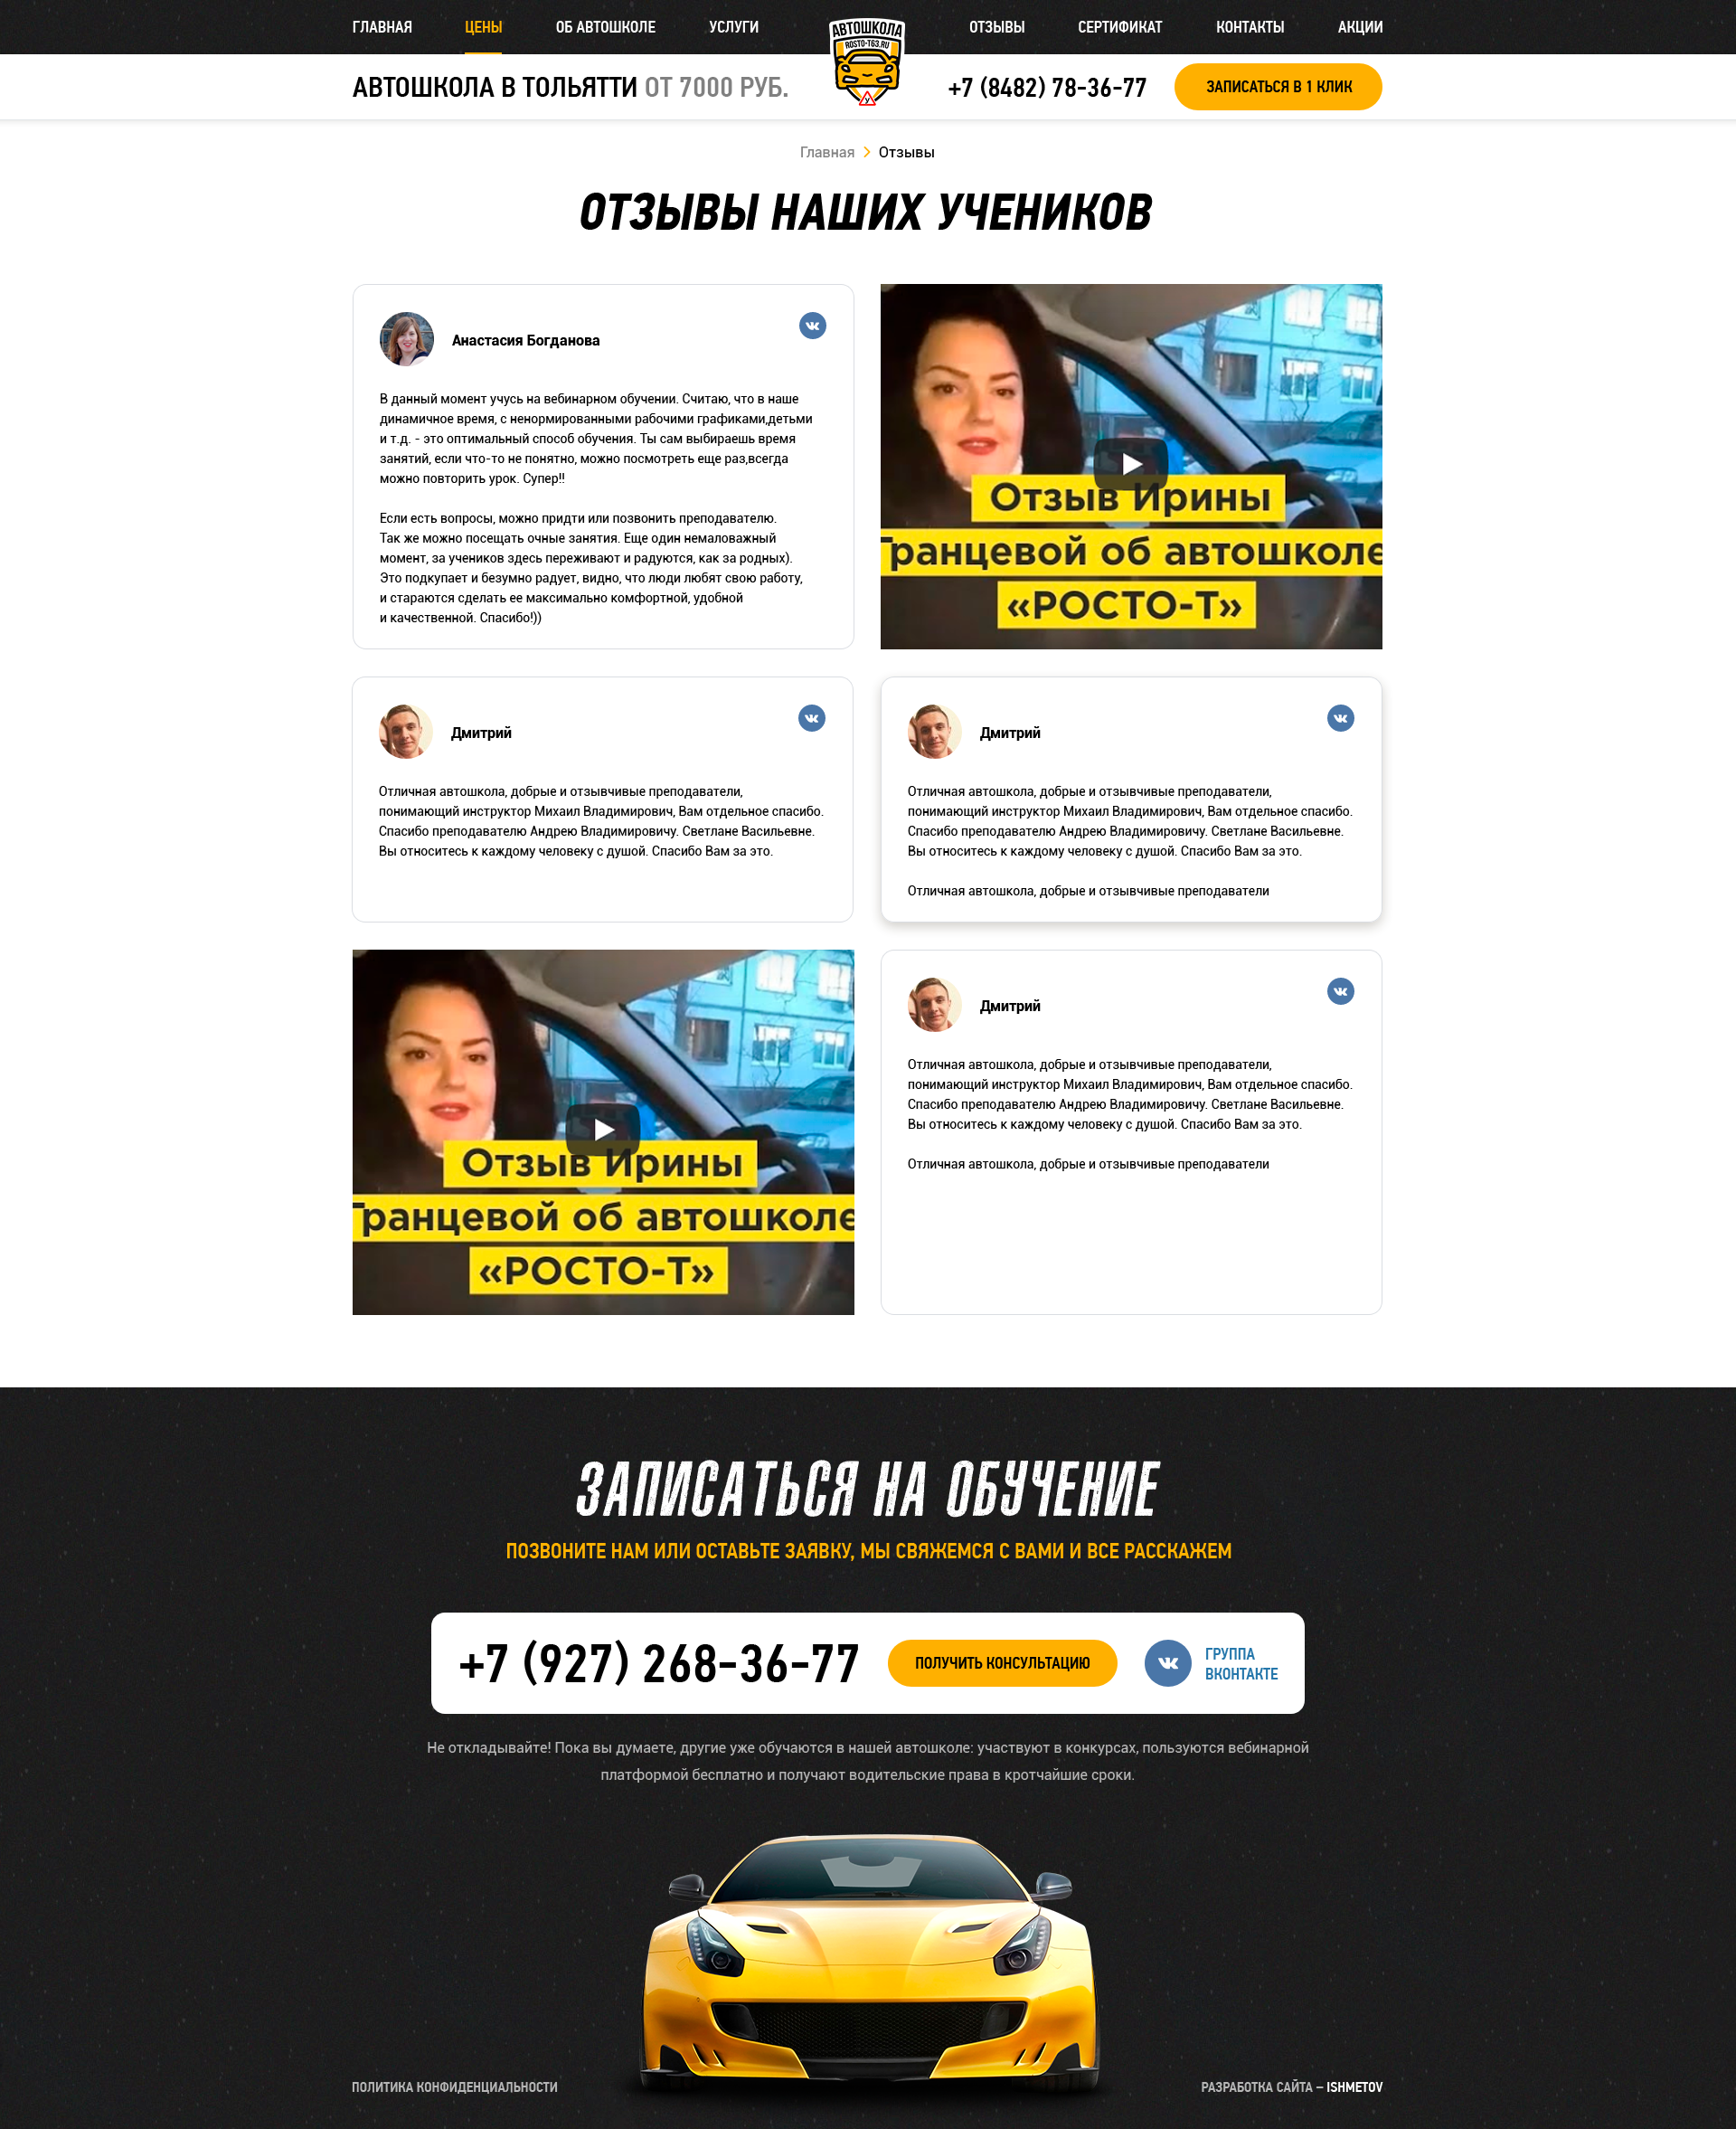 ГЛАВНАЯ ЦЕНЫ ОБ АВТОШКОЛЕ УСЛУГИ ОТЗЫВЫ СЕРТИФИКАТ КОНТАКТЫ АКЦИИ
АВТОШКОЛА
ROSTO-T63.RU
У
АВТОШКОЛА В ТОЛЬЯТТИ ОТ 7000 РУБ. +7 (8482) 78-36-77 ЗАПИСАТЬСЯ В 1 КЛИК
Главная > Отзывы
ОТЗЫВЫ НАШИХ УЧЕНИКОВ
Анастасия Богданова
В данный момент учусь на вебинарном обучении. Считаю, что в наше
динамичное время, с ненормированными рабочими графиками,детьми
и т.д. - это оптимальный способ обучения. Ты сам выбираешь время
занятий, если что-то не понятно, можно посмотреть еще раз,всегда
можно повторить урок. Супер!!
Если есть вопросы, можно придти или позвонить преподавателю.
Так же можно посещать очные занятия. Еще один немаловажный
момент, за учеников здесь переживают и радуются, как за родных).
Это подкупает и безумно радует, видно, что люди любят свою работу,
и стараются сделать ее максимально комфортной, удобной
и качественной. Спасибо!))
Отзыв Ирины
Гранцевой об автошколе
«РОСТО-Т»
Дмитрий
Отличная автошкола, добрые и отзывчивые преподаватели,
понимающий инструктор Михаил Владимирович, Вам отдельное спасибо.
Спасибо преподавателю Андрею Владимировичу. Светлане Васильевне.
Вы относитесь к каждому человеку с душой. Спасибо Вам за это.
Дмитрий
Отличная автошкола, добрые и отзывчивые преподаватели,
понимающий инструктор Михаил Владимирович, Вам отдельное спасибо.
Спасибо преподавателю Андрею Владимировичу. Светлане Васильевне.
Вы относитесь к каждому человеку с душой. Спасибо Вам за это.
Отличная автошкола, добрые и отзывчивые преподаватели
Отзыв Ирины
Гранцевой об автошколе
«РОСТО-Т»
Дмитрий
Отличная автошкола, добрые и отзывчивые преподаватели,
понимающий инструктор Михаил Владимирович, Вам отдельное спасибо.
Спасибо преподавателю Андрею Владимировичу. Светлане Васильевне.
Вы относитесь к каждому человеку с душой. Спасибо Вам за это.
Отличная автошкола, добрые и отзывчивые преподаватели
ЗАПИСАТЬСЯ НА ОБУЧЕНИЕ
ПОЗВОНИТЕ НАМ ИЛИ ОСТАВЬТЕ ЗАЯВКУ, МЫ СВЯЖЕМСЯ С ВАМИ И ВСЕ РАССКАЖЕМ
+7 (927) 268-36-77 ПОЛУЧИТЬ КОНСУЛЬТАЦИЮ
ГРУППА
ВКОНТАКТЕ
Не откладывайте! Пока вы думаете, другие уже обучаются в нашей автошколе: участвуют в конкурсах, пользуются вебинарной
платформой бесплатно и получают водительские права в кротчайшие сроки.
ПОЛИТИКА КОНФИДЕНЦИАЛЬНОСТИ РАЗРАБОТКА САЙТА – ISHMETOV